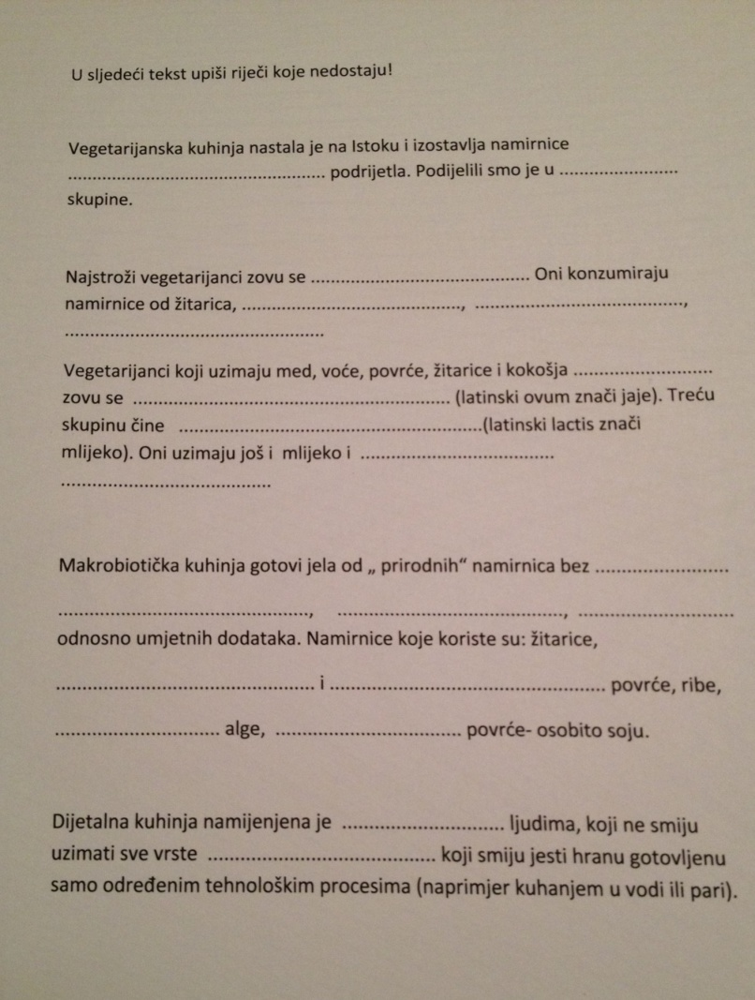 U sljedeći tekst upiši riječi koje nedostaju!
Vegetarijanska kuhinja nastala je na Istoku i izostavlja namirnice
................................................. podrijetla. Podijelili smo je u .......................
skupine.
Najstroži vegetarijanci zovu se .......................................... Oni konzumiraju
namirnice od žitarica, .........................................., ........................................,
.................................................
Vegetarijanci koji uzimaju med, voće, povrće, žitarice i kokošja ...........................
zovu se ............................................................ (latinski ovum znači jaje). Treću
skupinu čine ..........................................................(latinski lactis znači
mlijeko). Oni uzimaju još i mlijeko i .....................................
........................................
Makrobiotička kuhinja gotovi jela od „ prirodnih“ namirnica bez .........................
..............................................., ..........................................., .............................
odnosno umjetnih dodataka. Namirnice koje koriste su: žitarice,
................................................. i .................................................... povrće, ribe,
............................... alge, ................................... povrće- osobito soju.
Dijetalna kuhinja namijenjena je .............................. ljudima, koji ne smiju
uzimati sve vrste .......................................... koji smiju jesti hranu gotovljenu
samo određenim tehnološkim procesima (naprimjer kuhanjem u vodi ili pari).